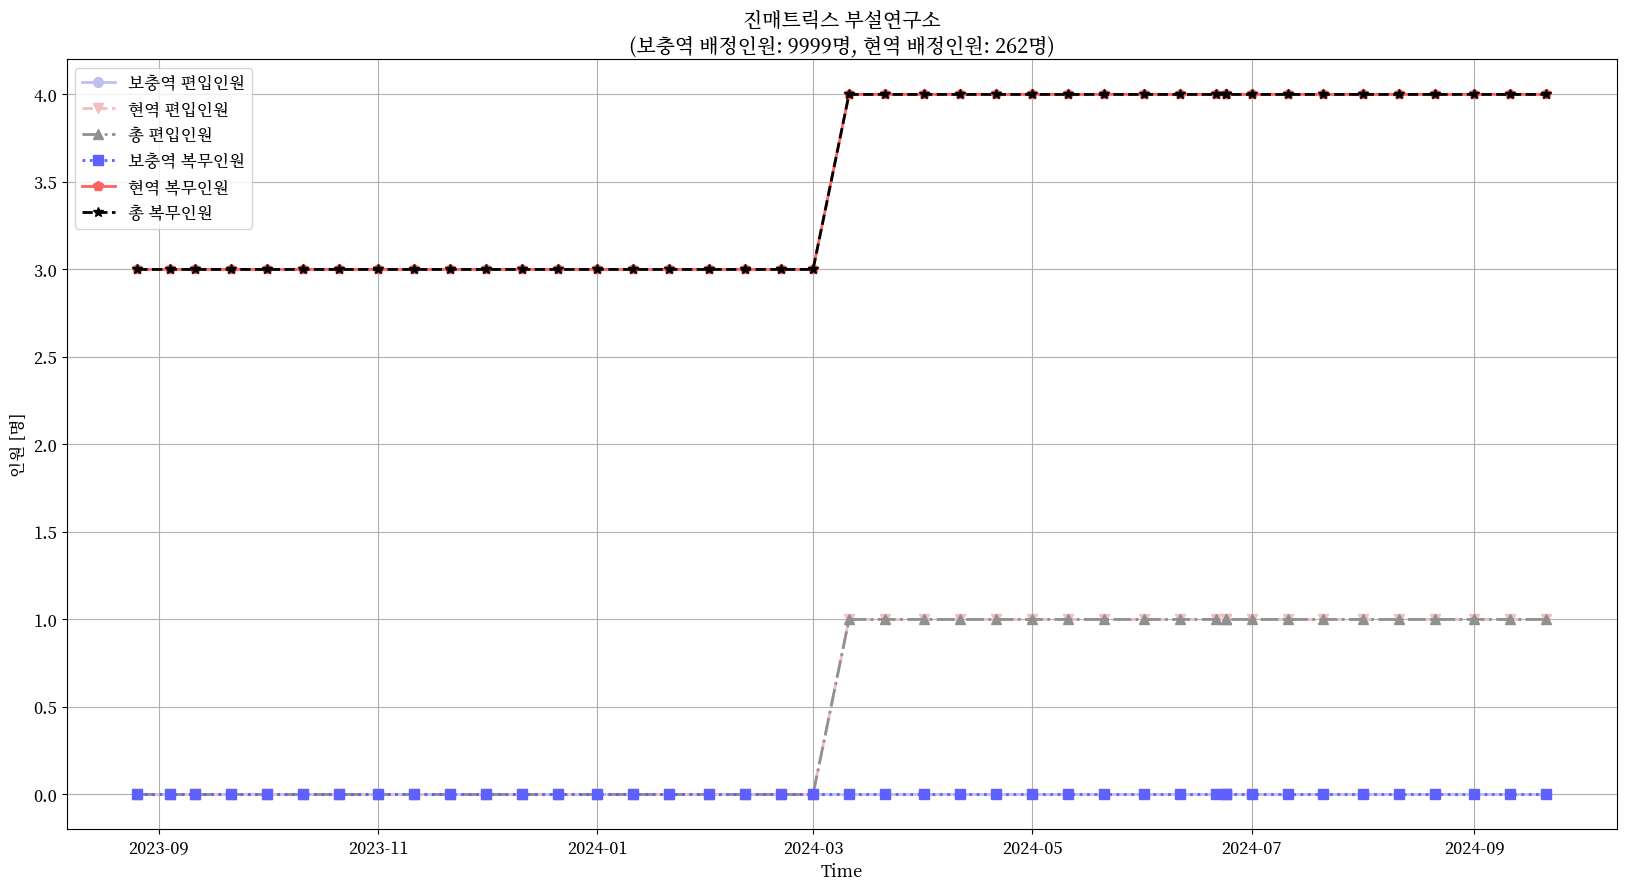 진매트릭스 부설연구소
(보충역 배정인원: 9999명, 현역 배정인원: 262명)
보충역 편입인원
현역 편입인원
총 편입인원
보충역 복무인원
현역 복무인원
총 복무인원
4.0
3.5
3.0
2.5
2.0
1.5
1.0
0.5
0.0
인원 [명]
2023-09
2023-11
2024-01
2024-03
2024-05
2024-07
2024-09
Time